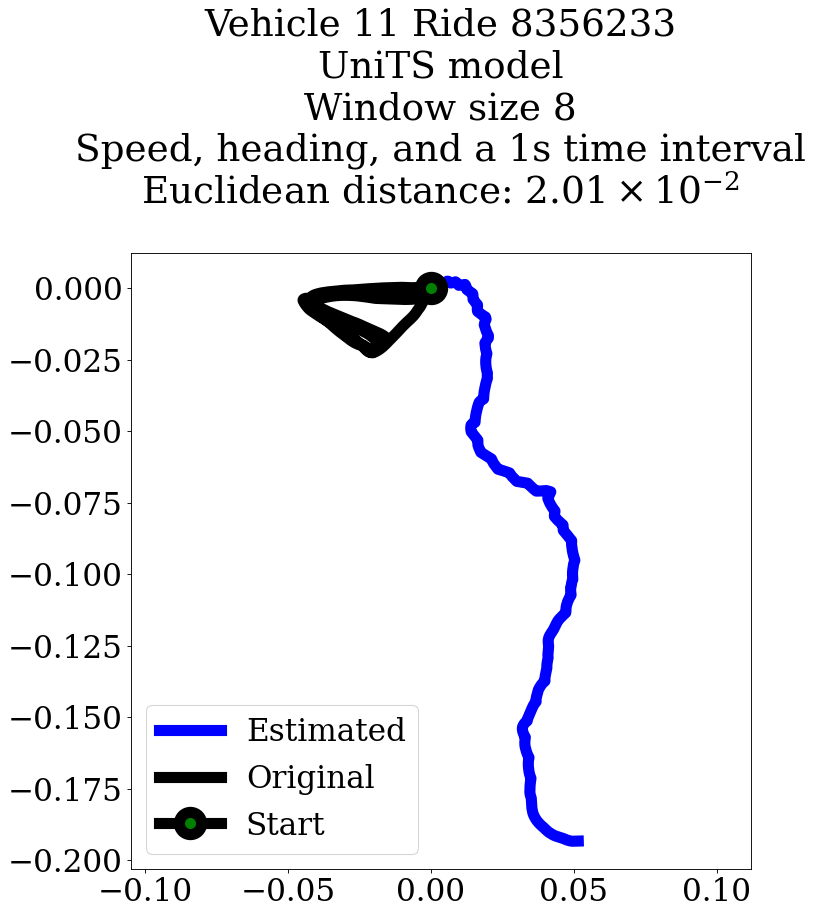 Vehicle 11 Ride 8356233
UniTS model
Window size 8
Speed, heading, and a 1s time interval
Euclidean distance: 2.01 × 10⁻²
0.000
−0.025
−0.050
−0.075
−0.100
−0.125
−0.150
−0.175
−0.200
Estimated
Original
Start
−0.10
−0.05
0.00
0.05
0.10